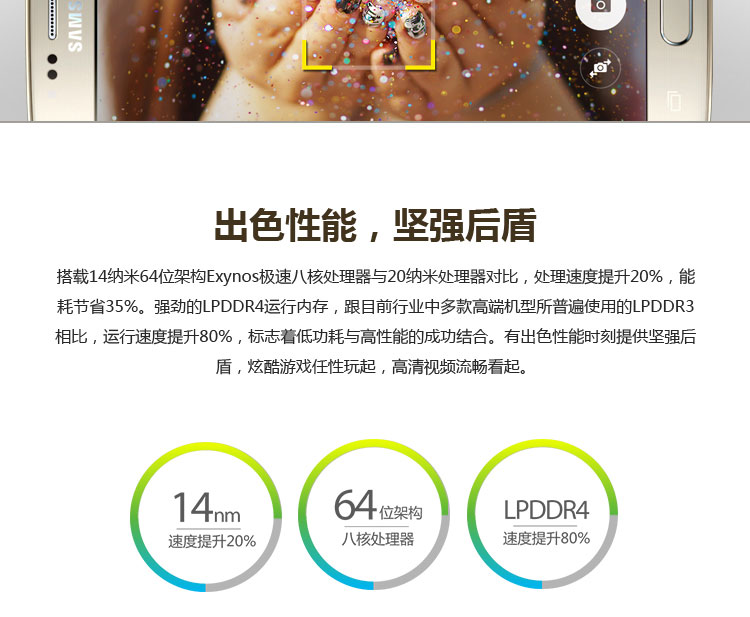 SAMS
出色性能，坚强后盾
搭载14纳米64位架构Exynos极速八核处理器与20纳米处理器对比，处理速度提升20%，能
耗节省35%。强劲的LPDDR4运行内存，跟目前行业中多款高端机型所普遍使用的LPDDR3
相比，运行速度提升80%，标志着低功耗与高性能的成功结合。有出色性能时刻提供坚强后
盾，炫酷游戏任性玩起，高清视频流畅看起。
14nm
速度提升20%
64位架构
八核处理器
LPDDR4
速度提升80%